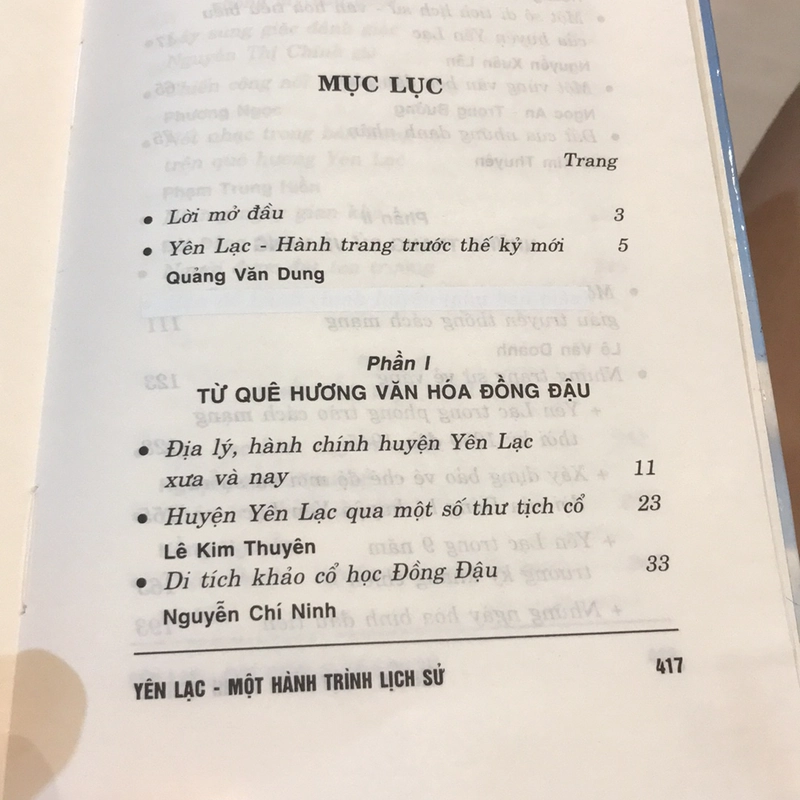 MỤC LỤC
Trang
• Lời mở đầu 3
• Yên Lạc - Hành trang trước thế kỷ mới 5
Quảng Văn Dung
Phần I
TỪ QUÊ HƯƠNG VĂN HÓA ĐỒNG ĐẬU
• Địa lý, hành chính huyện Yên Lạc
xưa và nay 11
• Huyện Yên Lạc qua một số thư tịch cổ 23
Lê Kim Thuyên
• Di tích khảo cổ học Đồng Đậu 33
Nguyễn Chí Ninh
YÊN LẠC - MỘT HÀNH TRÌNH LỊCH SỬ 417